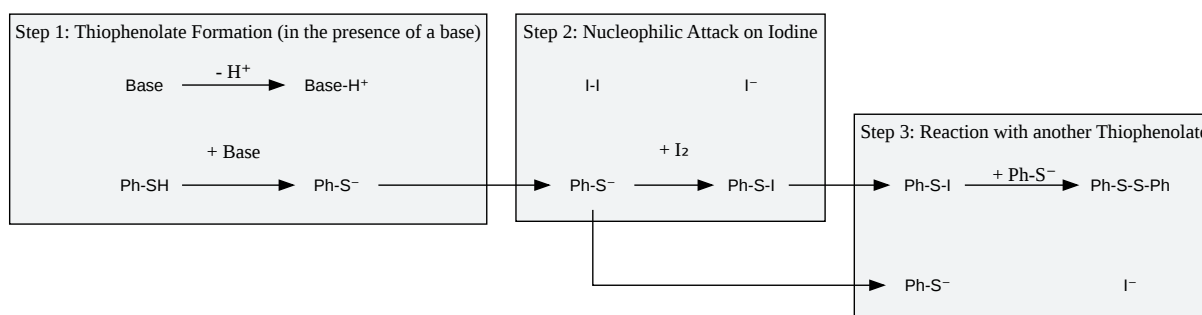 Step 1: Thiophenolate Formation (in the presence of a base)
- H⁺
Base
Base-H⁺
+ Base
Ph-SH
Ph-S⁻
Step 2: Nucleophilic Attack on Iodine
I-I
I⁻
+ I₂
Ph-S⁻
Ph-S-I
Step 3: Reaction with another Thiophenolate
+ Ph-S⁻
Ph-S-I
Ph-S-S-Ph
Ph-S⁻
I⁻